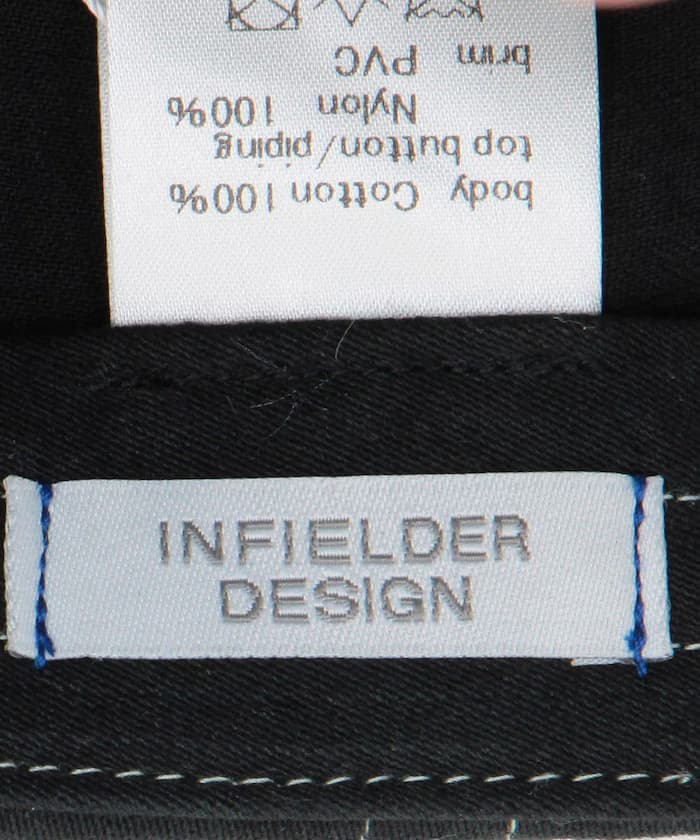 body Cotton 100%
top button/piping
Nylon 100%
brim PVC
INFIELDER
DESIGN